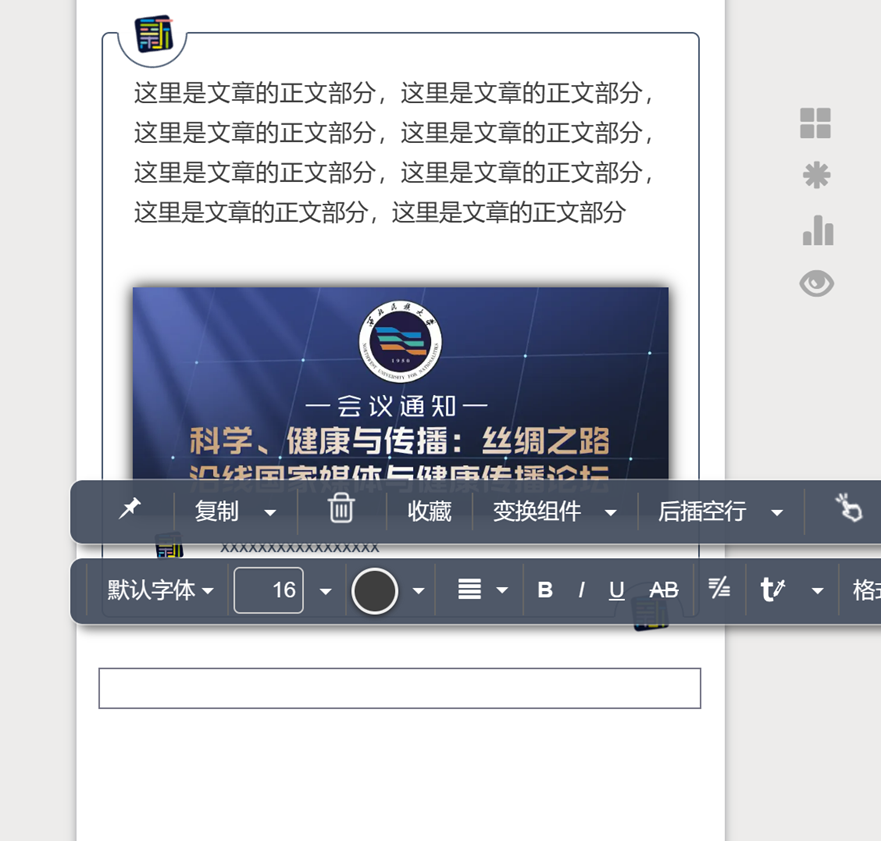 新
这里是文章的正文部分，这里是文章的正文部分，
这里是文章的正文部分，这里是文章的正文部分，
这里是文章的正文部分，这里是文章的正文部分，
这里是文章的正文部分，这里是文章的正文部分
1980
一会议通知一
科学、健康与传播：丝绸之路
沿线国家媒体与健康传播论坛
复制 收藏 变换组件 后插空行
xxxxxxxxxxxxxxxxx
默认字体 16 B I U AB 格式